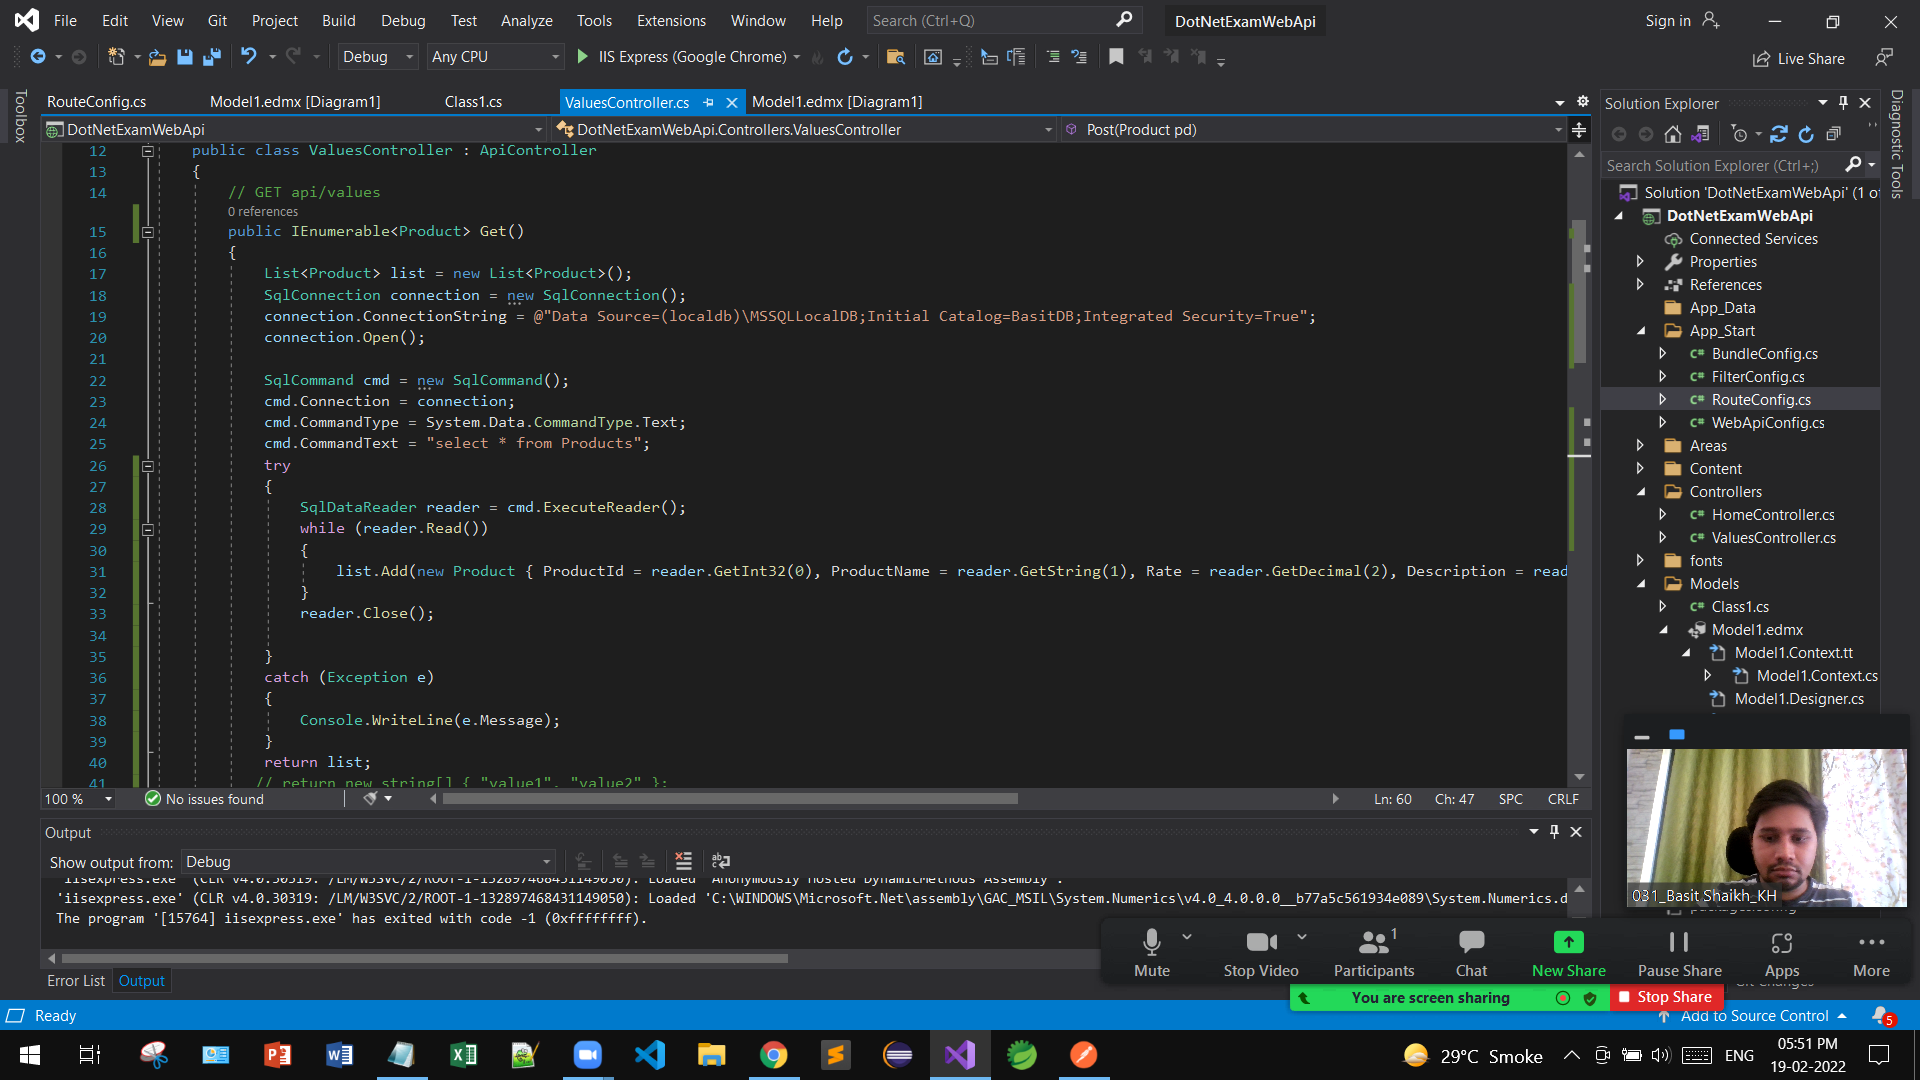 File Edit View Git Project Build Debug Test Analyze Tools Extensions Window Help Search (Ctrl+Q) DotNetExamWebApi Sign in
Debug Any CPU IIS Express (Google Chrome) Live Share
Toolbox
RouteConfig.cs Model1.edmx [Diagram1] Class1.cs ValuesController.cs Model1.edmx [Diagram1]
DotNetExamWebApi DotNetExamWebApi.Controllers.ValuesController Post(Product pd)
12 public class ValuesController : ApiController
13 {
14 // GET api/values
0 references
15 public IEnumerable<Product> Get()
16 {
17 List<Product> list = new List<Product>();
18 SqlConnection connection = new SqlConnection();
19 connection.ConnectionString = @"Data Source=(localdb)\MSSQLLocalDB;Initial Catalog=BasitDB;Integrated Security=True";
20 connection.Open();
21
22 SqlCommand cmd = new SqlCommand();
23 cmd.Connection = connection;
24 cmd.CommandType = System.Data.CommandType.Text;
25 cmd.CommandText = "select * from Products";
26 try
27 {
28 SqlDataReader reader = cmd.ExecuteReader();
29 while (reader.Read())
30 {
31 list.Add(new Product { ProductId = reader.GetInt32(0), ProductName = reader.GetString(1), Rate = reader.GetDecimal(2), Description = read
32 }
33 reader.Close();
34
35 }
36 catch (Exception e)
37 {
38 Console.WriteLine(e.Message);
39 }
40 return list;
41 // return new string[] { "value1", "value2" };
100 % No issues found Ln: 60 Ch: 47 SPC CRLF
Output
Show output from: Debug
'iisexpress.exe' (CLR v4.0.30319: /LM/W3SVC/2/ROOT-1-132897468431149050): Loaded 'Anonymously Hosted DynamicMethods Assembly'.
'iisexpress.exe' (CLR v4.0.30319: /LM/W3SVC/2/ROOT-1-132897468431149050): Loaded 'C:\WINDOWS\Microsoft.Net\assembly\GAC_MSIL\System.Numerics\v4.0_4.0.0.0__b77a5c561934e089\System.Numerics.d
The program '[15764] iisexpress.exe' has exited with code -1 (0xffffffff).
Error List Output
Solution Explorer
Search Solution Explorer (Ctrl+;)
Solution 'DotNetExamWebApi' (1 of
DotNetExamWebApi
Connected Services
Properties
References
App_Data
App_Start
BundleConfig.cs
FilterConfig.cs
RouteConfig.cs
WebApiConfig.cs
Areas
Content
Controllers
HomeController.cs
ValuesController.cs
fonts
Models
Class1.cs
Model1.edmx
Model1.Context.tt
Model1.Context.cs
Model1.Designer.cs
Diagnostic Tools
031_Basit Shaikh_KH
packages.config
Mute Stop Video Participants 1 Chat New Share Pause Share Apps More
Git Changes
You are screen sharing Stop Share
Ready Add to Source Control 5
29°C Smoke ENG 05:51 PM
19-02-2022